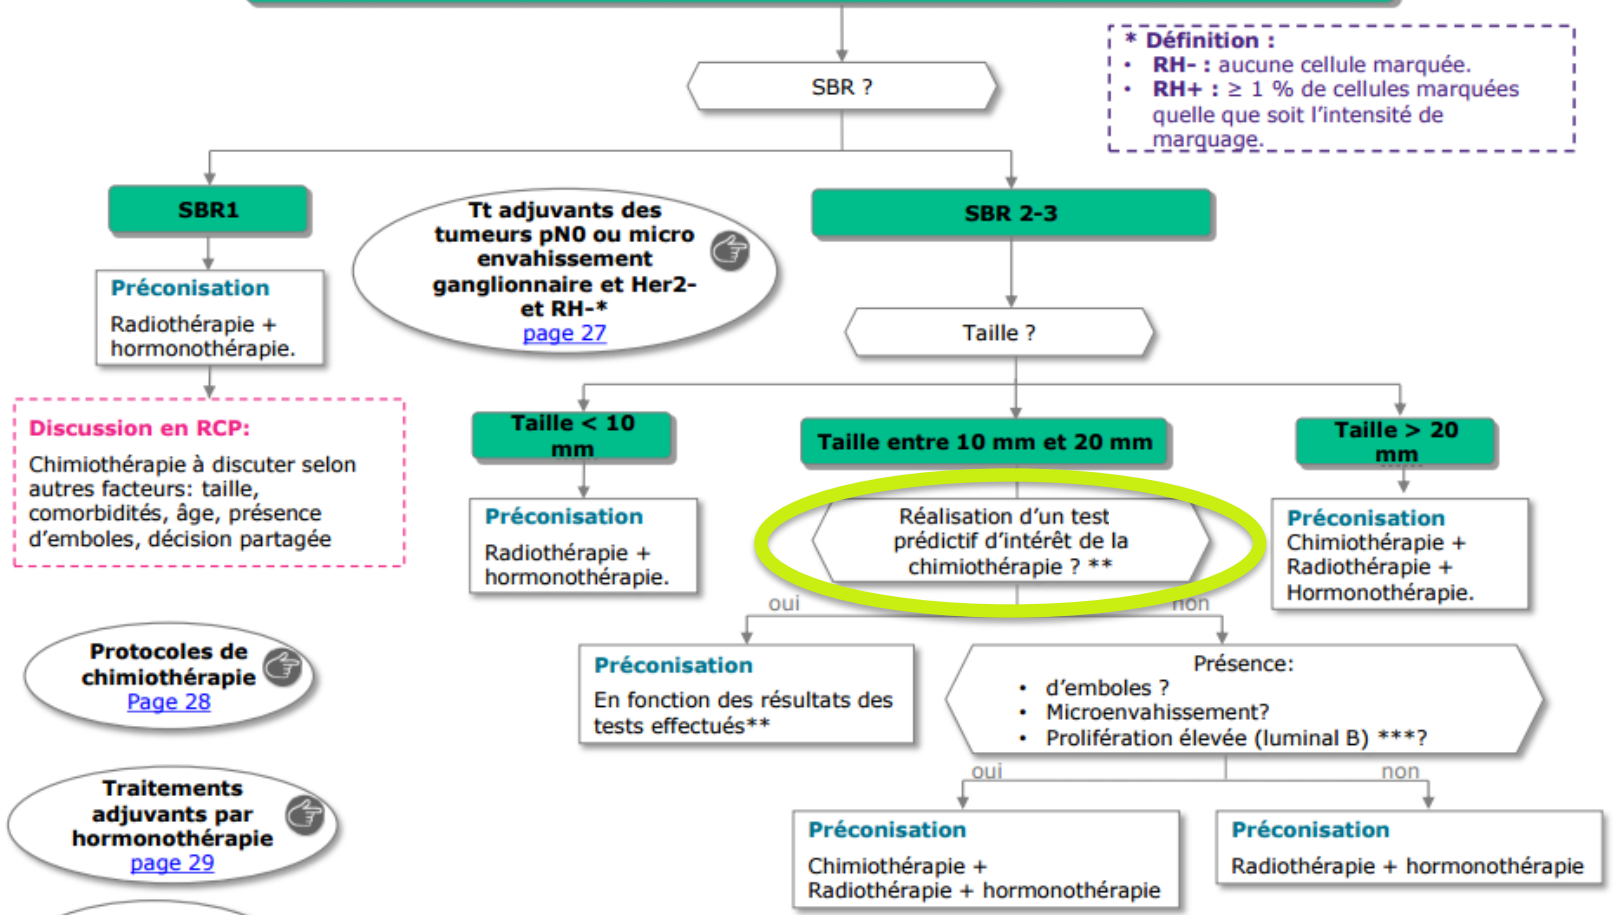 * Définition :
• RH- : aucune cellule marquée.
• RH+ : ≥ 1 % de cellules marquées
quelle que soit l'intensité de
marquage.
SBR ?
SBR1
Préconisation
Radiothérapie +
hormonothérapie.
Discussion en RCP:
Chimiothérapie à discuter selon
autres facteurs: taille,
comorbidités, âge, présence
d'emboles, décision partagée
Tt adjuvants des
tumeurs pN0 ou micro
envahissement
ganglionnaire et Her2-
et RH-*
page 27
SBR 2-3
Taille ?
Taille < 10
mm
Préconisation
Radiothérapie +
hormonothérapie.
Taille entre 10 mm et 20 mm
Réalisation d'un test
prédictif d'intérêt de la
chimiothérapie ? **
Taille > 20
mm
Préconisation
Chimiothérapie +
Radiothérapie +
Hormonothérapie.
oui
non
Préconisation
En fonction des résultats des
tests effectués**
Présence:
• d'emboles ?
• Microenvahissement?
• Prolifération élevée (luminal B) ***?
oui
non
Préconisation
Chimiothérapie +
Radiothérapie + hormonothérapie
Préconisation
Radiothérapie + hormonothérapie
Protocoles de
chimiothérapie
Page 28
Traitements
adjuvants par
hormonothérapie
page 29